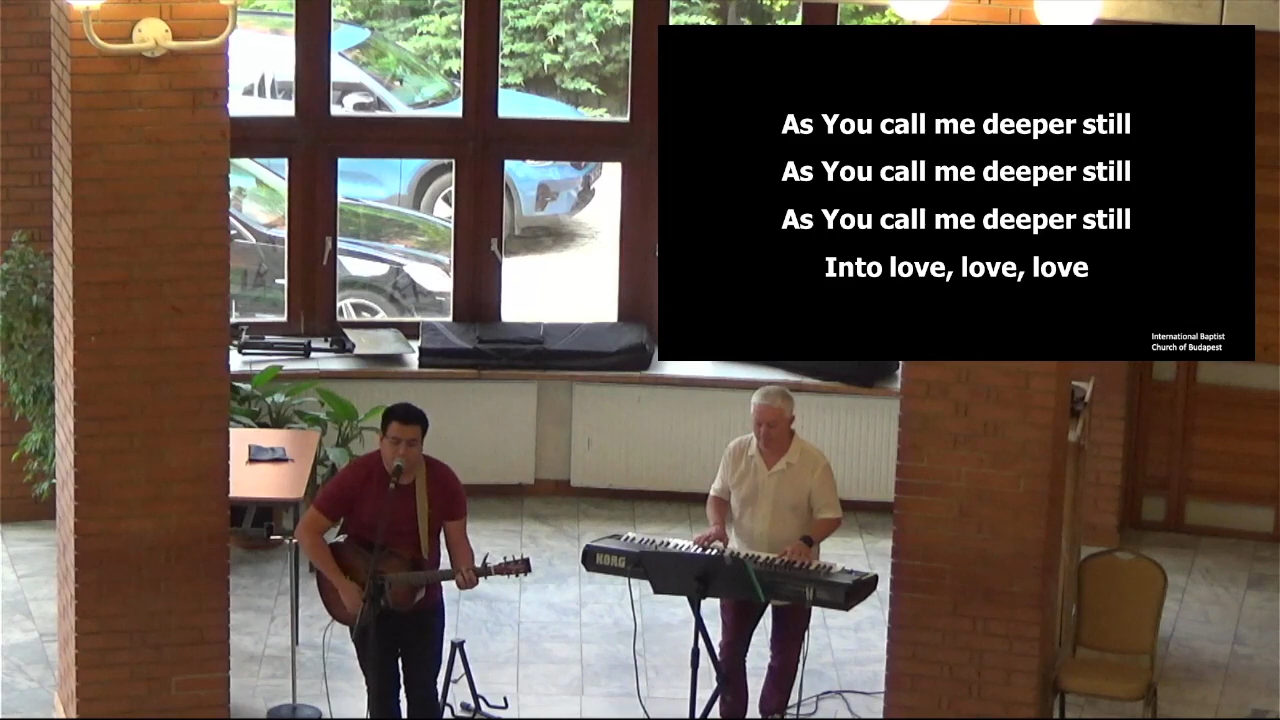 As You call me deeper still
As You call me deeper still
As You call me deeper still
Into love, love, love
International Baptist
Church of Budapest
KORG